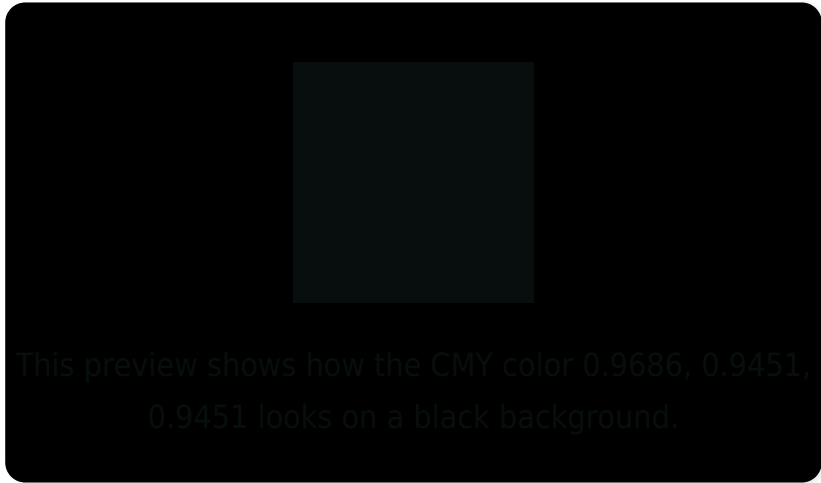 This preview shows how the CMY color 0.9686, 0.9451,
0.9451 looks on a black background.